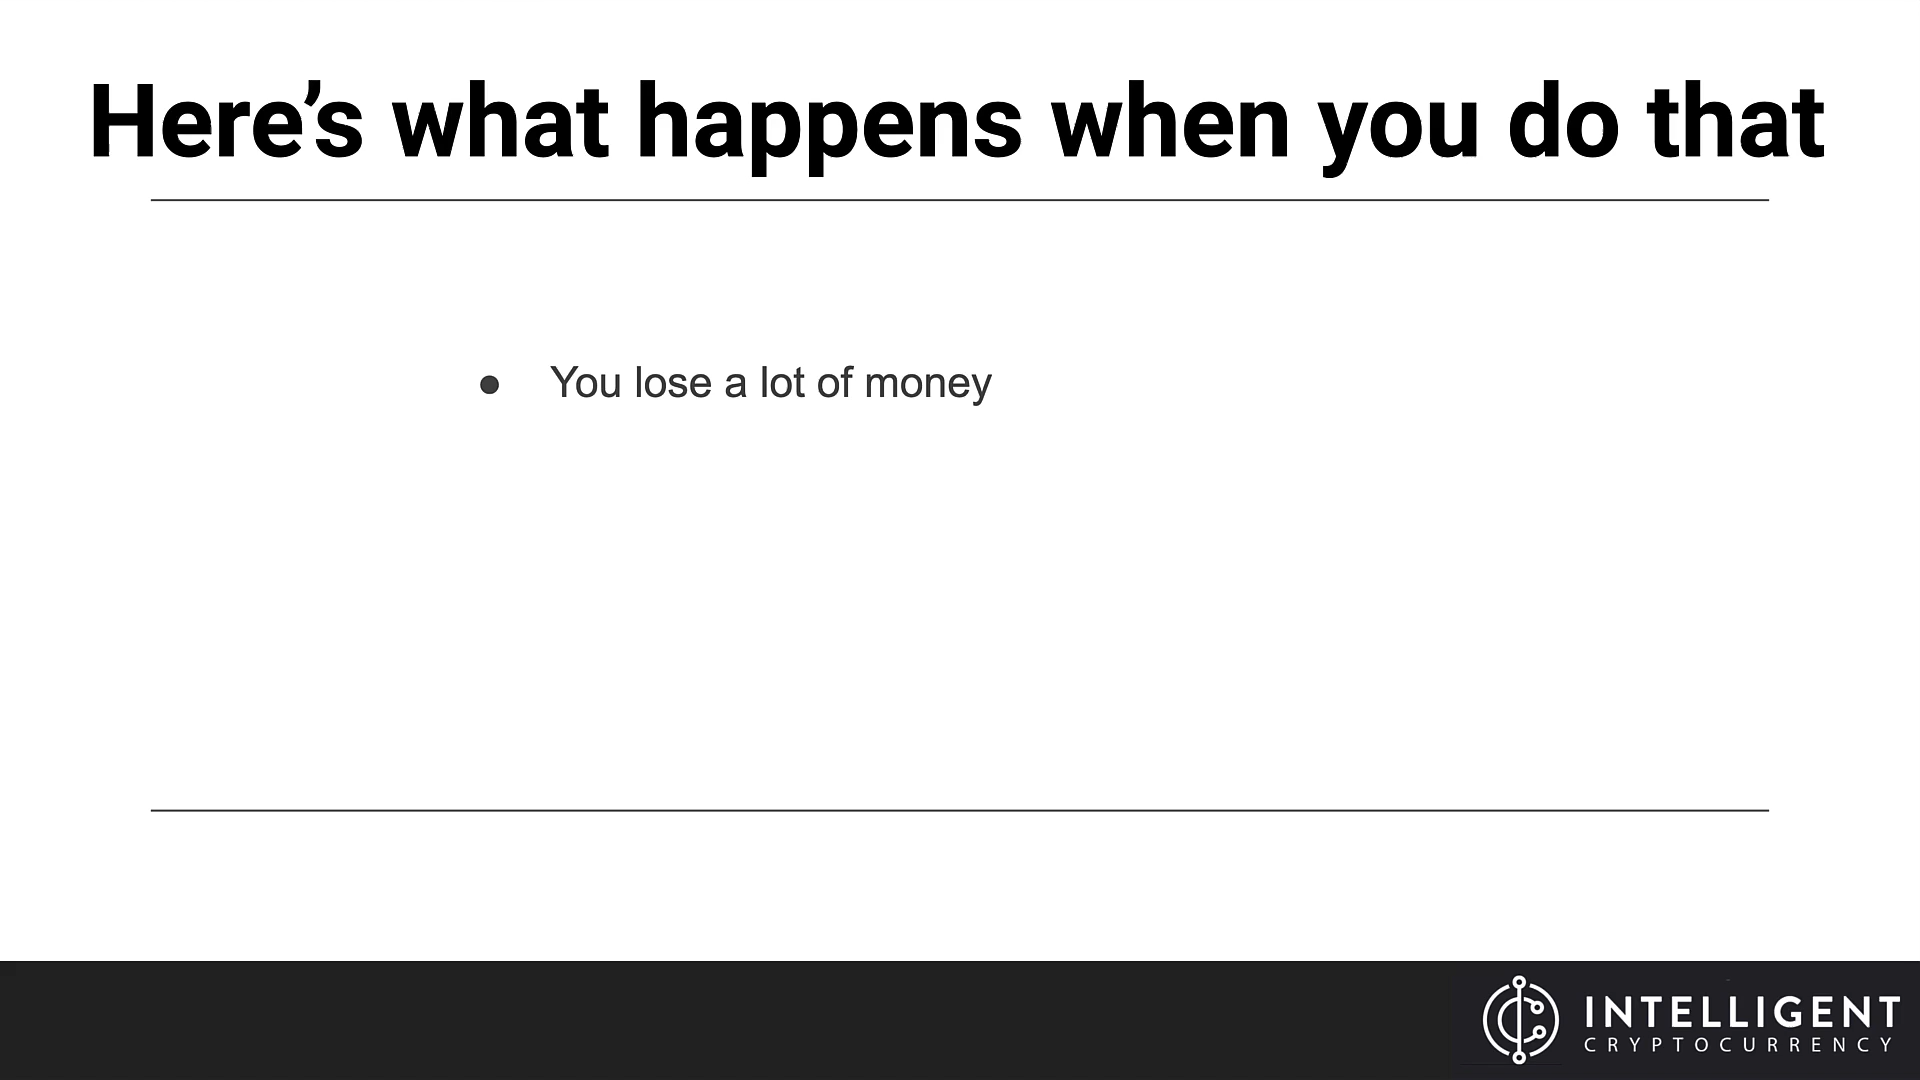 Here’s what happens when you do that
● You lose a lot of money
INTELLIGENT
CRYPTOCURRENCY